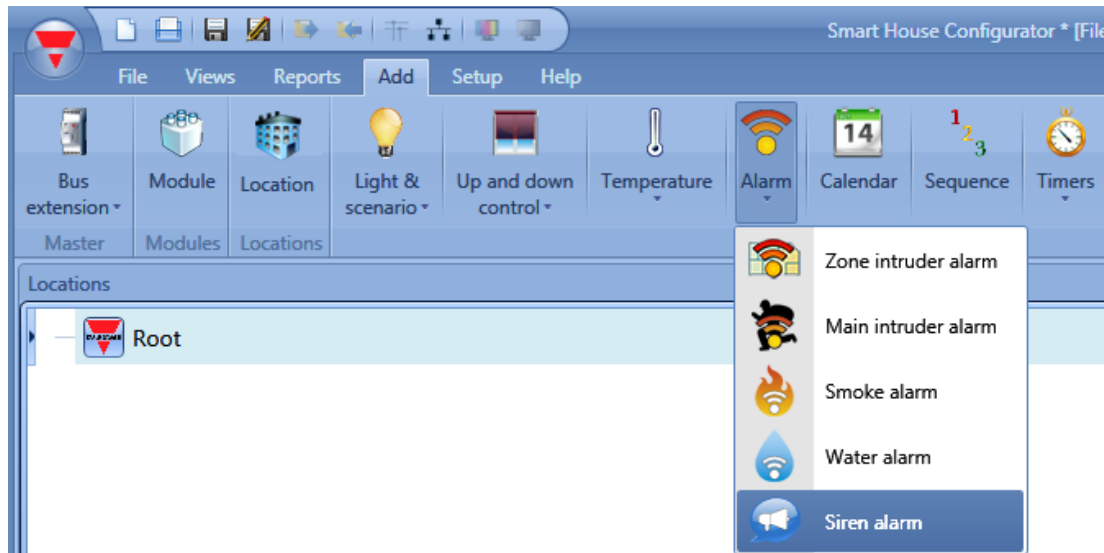 Smart House Configurator * [File
File Views Reports Add Setup Help
14 1 2 3
Bus extension Module Location Light & scenario Up and down control Temperature Alarm Calendar Sequence Timers
Master Modules Locations
Locations
Root
Zone intruder alarm
Main intruder alarm
Smoke alarm
Water alarm
Siren alarm